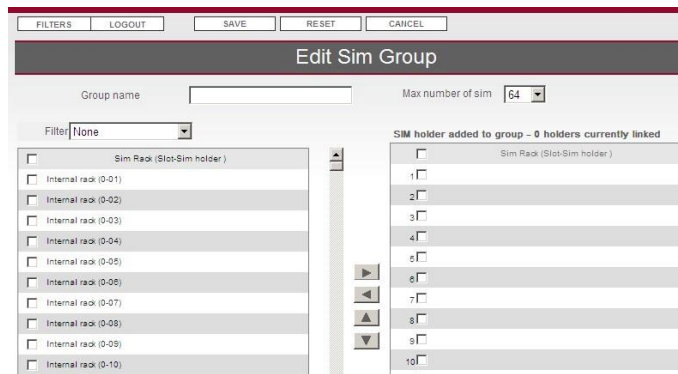 FILTERS LOGOUT SAVE RESET CANCEL
Edit Sim Group
Group name Max number of sim 64
Filter None
SIM holder added to group – 0 holders currently linked
Sim Rack (Slot-Sim holder ) Sim Rack (Slot-Sim holder )
Internal rack (0-01) 1
Internal rack (0-02) 2
Internal rack (0-03) 3
Internal rack (0-04) 4
Internal rack (0-05) 5
Internal rack (0-06) 6
Internal rack (0-07) 7
Internal rack (0-08) 8
Internal rack (0-09) 9
Internal rack (0-10) 10